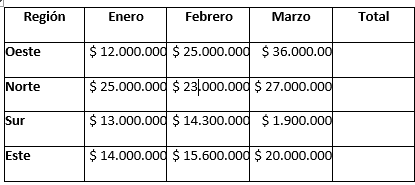 Región Enero Febrero Marzo Total
Oeste $ 12.000.000 $ 25.000.000 $ 36.000.00
Norte $ 25.000.000 $ 23.000.000 $ 27.000.000
Sur $ 13.000.000 $ 14.300.000 $ 1.900.000
Este $ 14.000.000 $ 15.600.000 $ 20.000.000